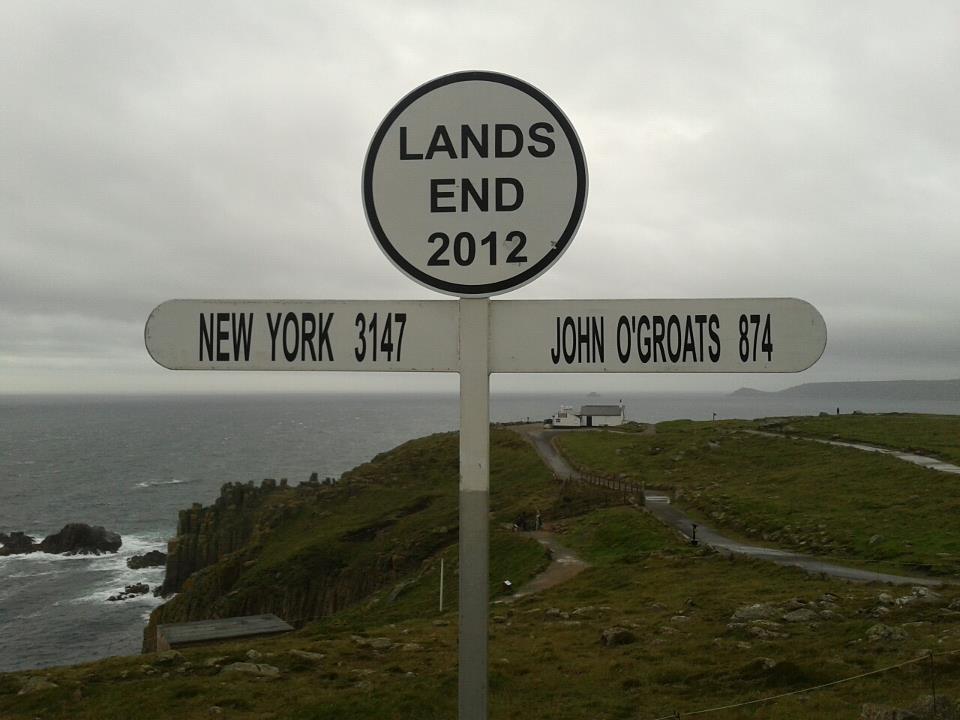 LANDS
END
2012
NEW YORK 3147
JOHN O'GROATS 874